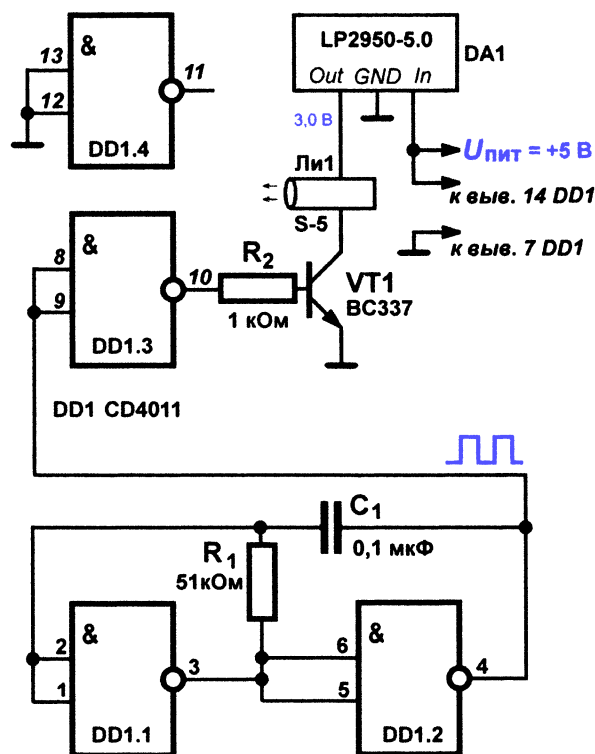 13
12
&
11
DD1.4
LP2950-5.0
Out GND In
DA1
3,0 В
Uпит = +5 В
Ли1
S-5
к выв. 14 DD1
к выв. 7 DD1
8
9
&
10
DD1.3
R2
1 кОм
VT1
BC337
DD1 CD4011
C1
0,1 мкФ
R1
51кОм
2
1
&
3
DD1.1
6
5
&
4
DD1.2